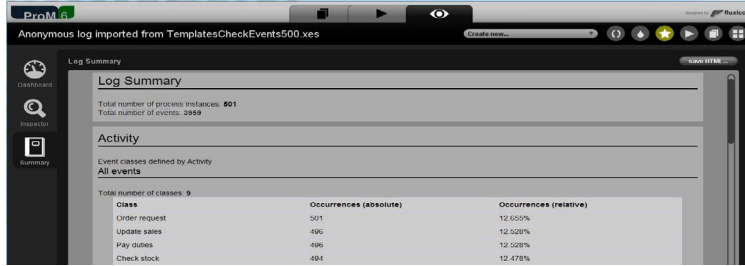 ProM 6
fluxico
Anonymous log imported from TemplatesCheckEvents500.xes
Create new...
Log Summary
save HTML...
Dashboard
Inspector
Summary
Log Summary
Total number of process instances: 501
Total number of events: 3959
Activity
Event classes defined by Activity
All events
Total number of classes: 9
Class Occurrences (absolute) Occurrences (relative)
Order request 501 12.655%
Update sales 496 12.528%
Pay duties 496 12.528%
Check stock 494 12.478%